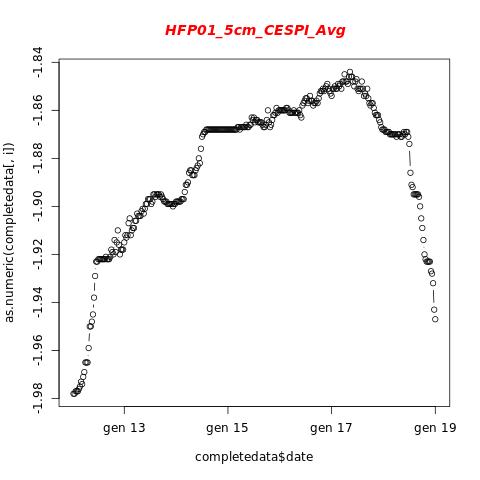 HFP01_5cm_CESPI_Avg
as.numeric(completedata[, i])
-1.84
-1.86
-1.88
-1.90
-1.92
-1.94
-1.96
-1.98
gen 13 gen 15 gen 17 gen 19
completedata$date